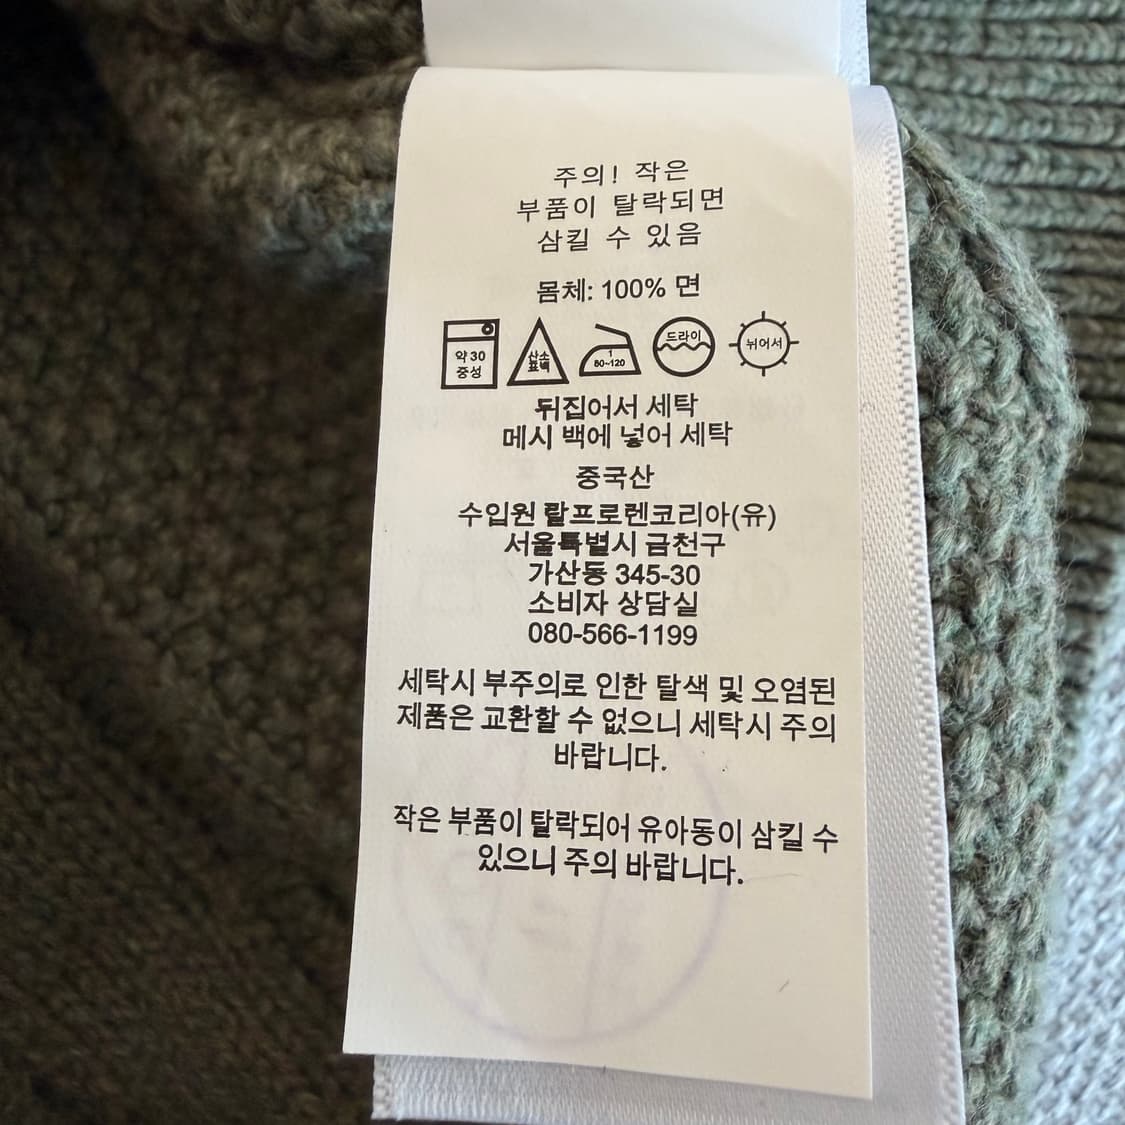 주의! 작은
부품이 탈락되면
삼킬 수 있음
몸체: 100% 면
약 30
중성
산소
표백
1
80~120
드라이
뉘어서
뒤집어서 세탁
메시 백에 넣어 세탁
중국산
수입원 랄프로렌코리아(유)
서울특별시 금천구
가산동 345-30
소비자 상담실
080-566-1199
세탁시 부주의로 인한 탈색 및 오염된
제품은 교환할 수 없으니 세탁시 주의
바랍니다.
작은 부품이 탈락되어 유아동이 삼킬 수
있으니 주의 바랍니다.